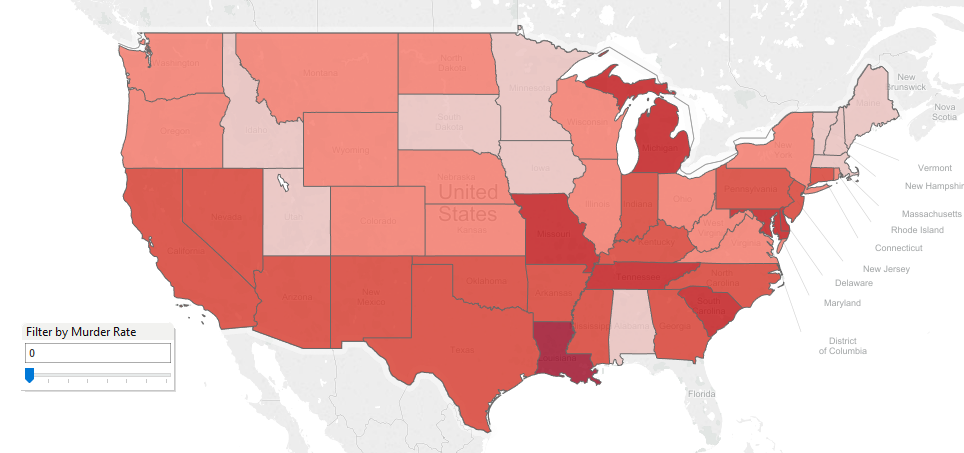 New
Brunswick
Nova
Scotia
Washington
Montana
North
Dakota
Minnesota
Maine
Oregon
Idaho
South
Dakota
Wisconsin
Michigan
New
York
Wyoming
Iowa
Vermont
New Hampshire
Nebraska
United
States
Pennsylvania
Massachusetts
Rhode Island
Connecticut
Nevada
Utah
Colorado
Kansas
Illinois
Indiana
Ohio
West
Virginia
Virginia
Missouri
Kentucky
California
New Jersey
Delaware
Maryland
Arizona
New
Mexico
Oklahoma
Arkansas
Tennessee
North
Carolina
South
Carolina
Mississippi
Alabama
Georgia
District
of Columbia
Texas
Louisiana
Florida
Filter by Murder Rate
0